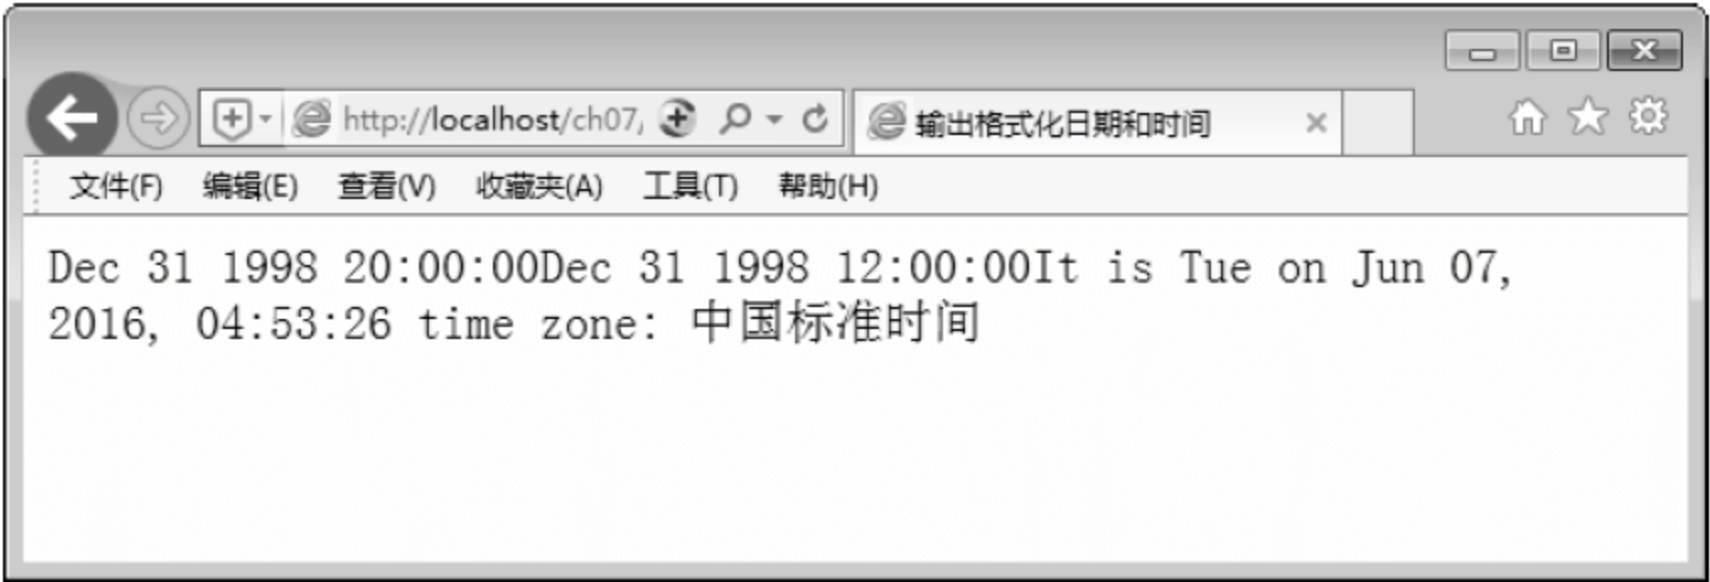 http://localhost/ch07/ 输出格式化日期和时间
文件(F) 编辑(E) 查看(V) 收藏夹(A) 工具(T) 帮助(H)
Dec 31 1998 20:00:00Dec 31 1998 12:00:00It is Tue on Jun 07,
2016, 04:53:26 time zone: 中国标准时间